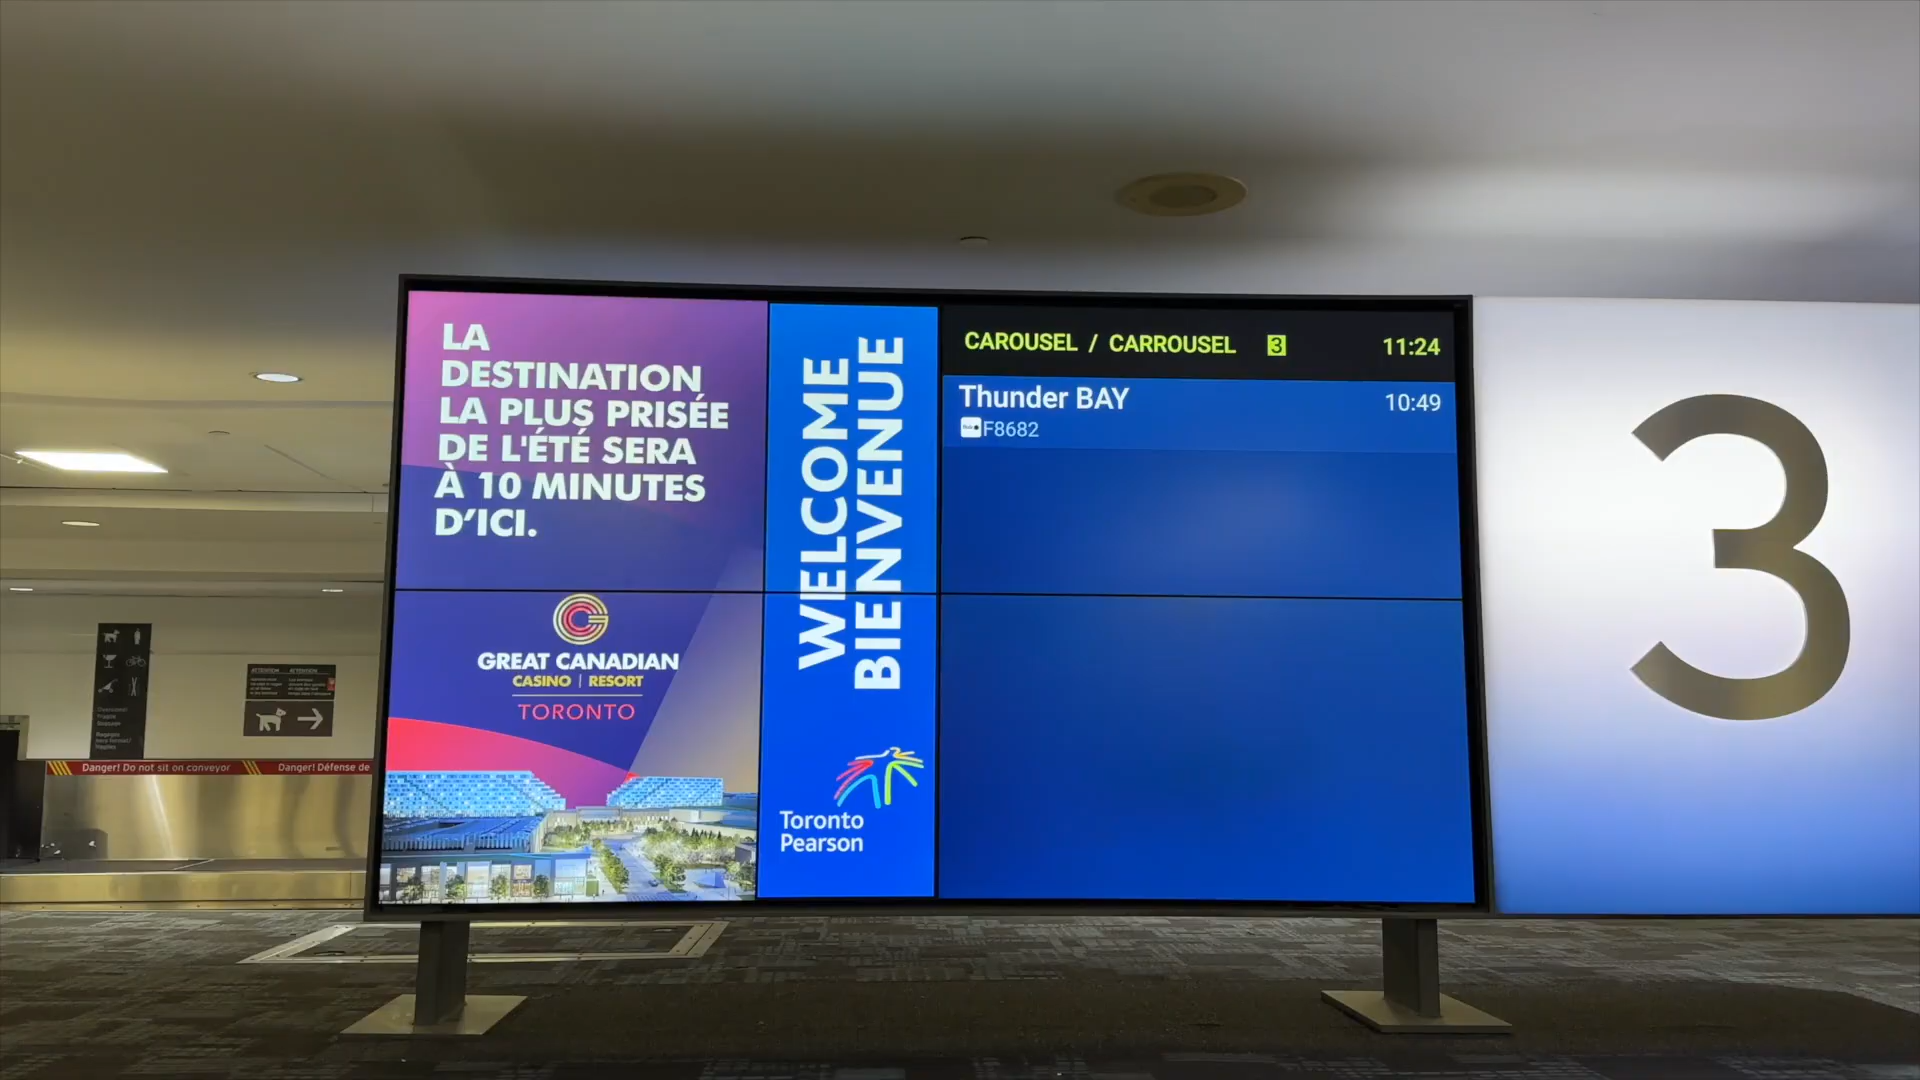 LA
DESTINATION
LA PLUS PRISÉE
DE L'ÉTÉ SERA
À 10 MINUTES
D'ICI.
GREAT CANADIAN
CASINO | RESORT
TORONTO
WELCOME
BIENVENUE
Toronto
Pearson
CAROUSEL / CARROUSEL 3 11:24
Thunder BAY 10:49
F8682
3
ATTENTION ATTENTION
Danger! Do not sit on conveyor
Danger! Défense de